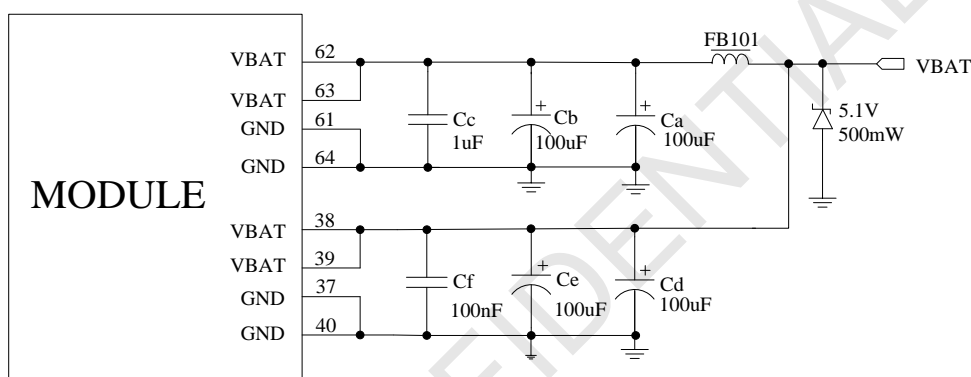 FB101
VBAT 62
VBAT
VBAT 63
GND 61
GND 64
Cc
1uF
+
Cb
100uF
+
Ca
100uF
5.1V
500mW
MODULE
VBAT 38
VBAT 39
GND 37
GND 40
Cf
100nF
+
Ce
100uF
+
Cd
100uF
FIDENTIAL